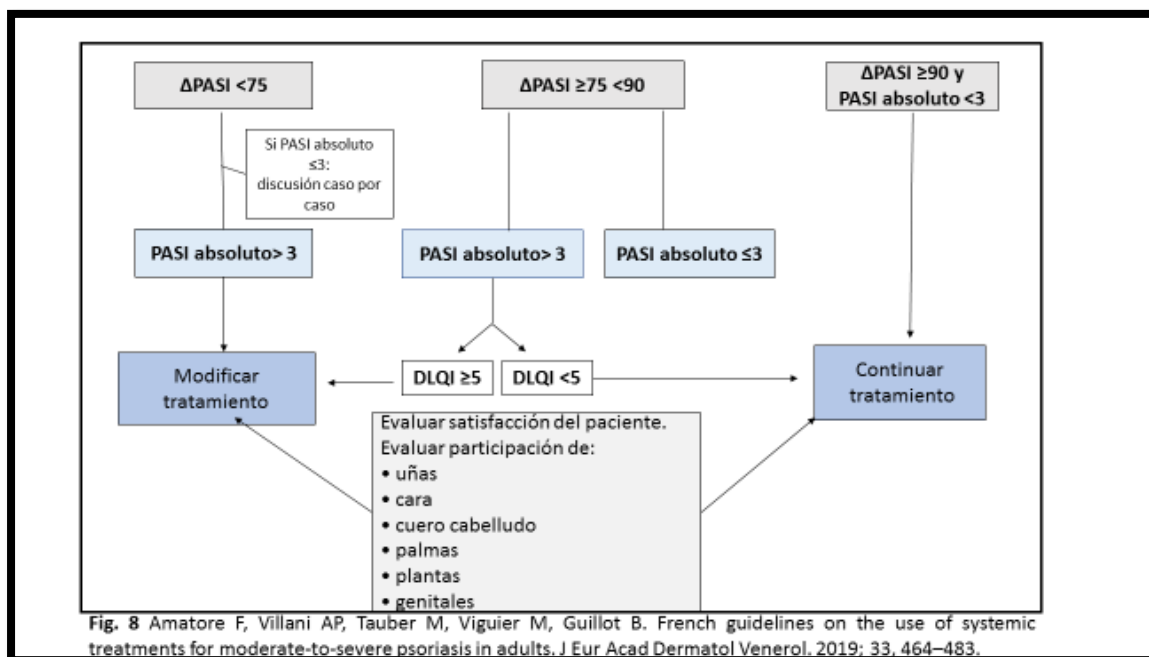 ΔPASI <75
ΔPASI ≥75 <90
ΔPASI ≥90 y
PASI absoluto <3
Si PASI absoluto
≤3:
discusión caso por
caso
PASI absoluto> 3
PASI absoluto> 3
PASI absoluto ≤3
Modificar
tratamiento
DLQI ≥5
DLQI <5
Continuar
tratamiento
Evaluar satisfacción del paciente.
Evaluar participación de:
• uñas
• cara
• cuero cabelludo
• palmas
• plantas
• genitales
Fig. 8 Amatore F, Villani AP, Tauber M, Viguier M, Guillot B. French guidelines on the use of systemic
treatments for moderate-to-severe psoriasis in adults. J Eur Acad Dermatol Venerol. 2019; 33, 464–483.